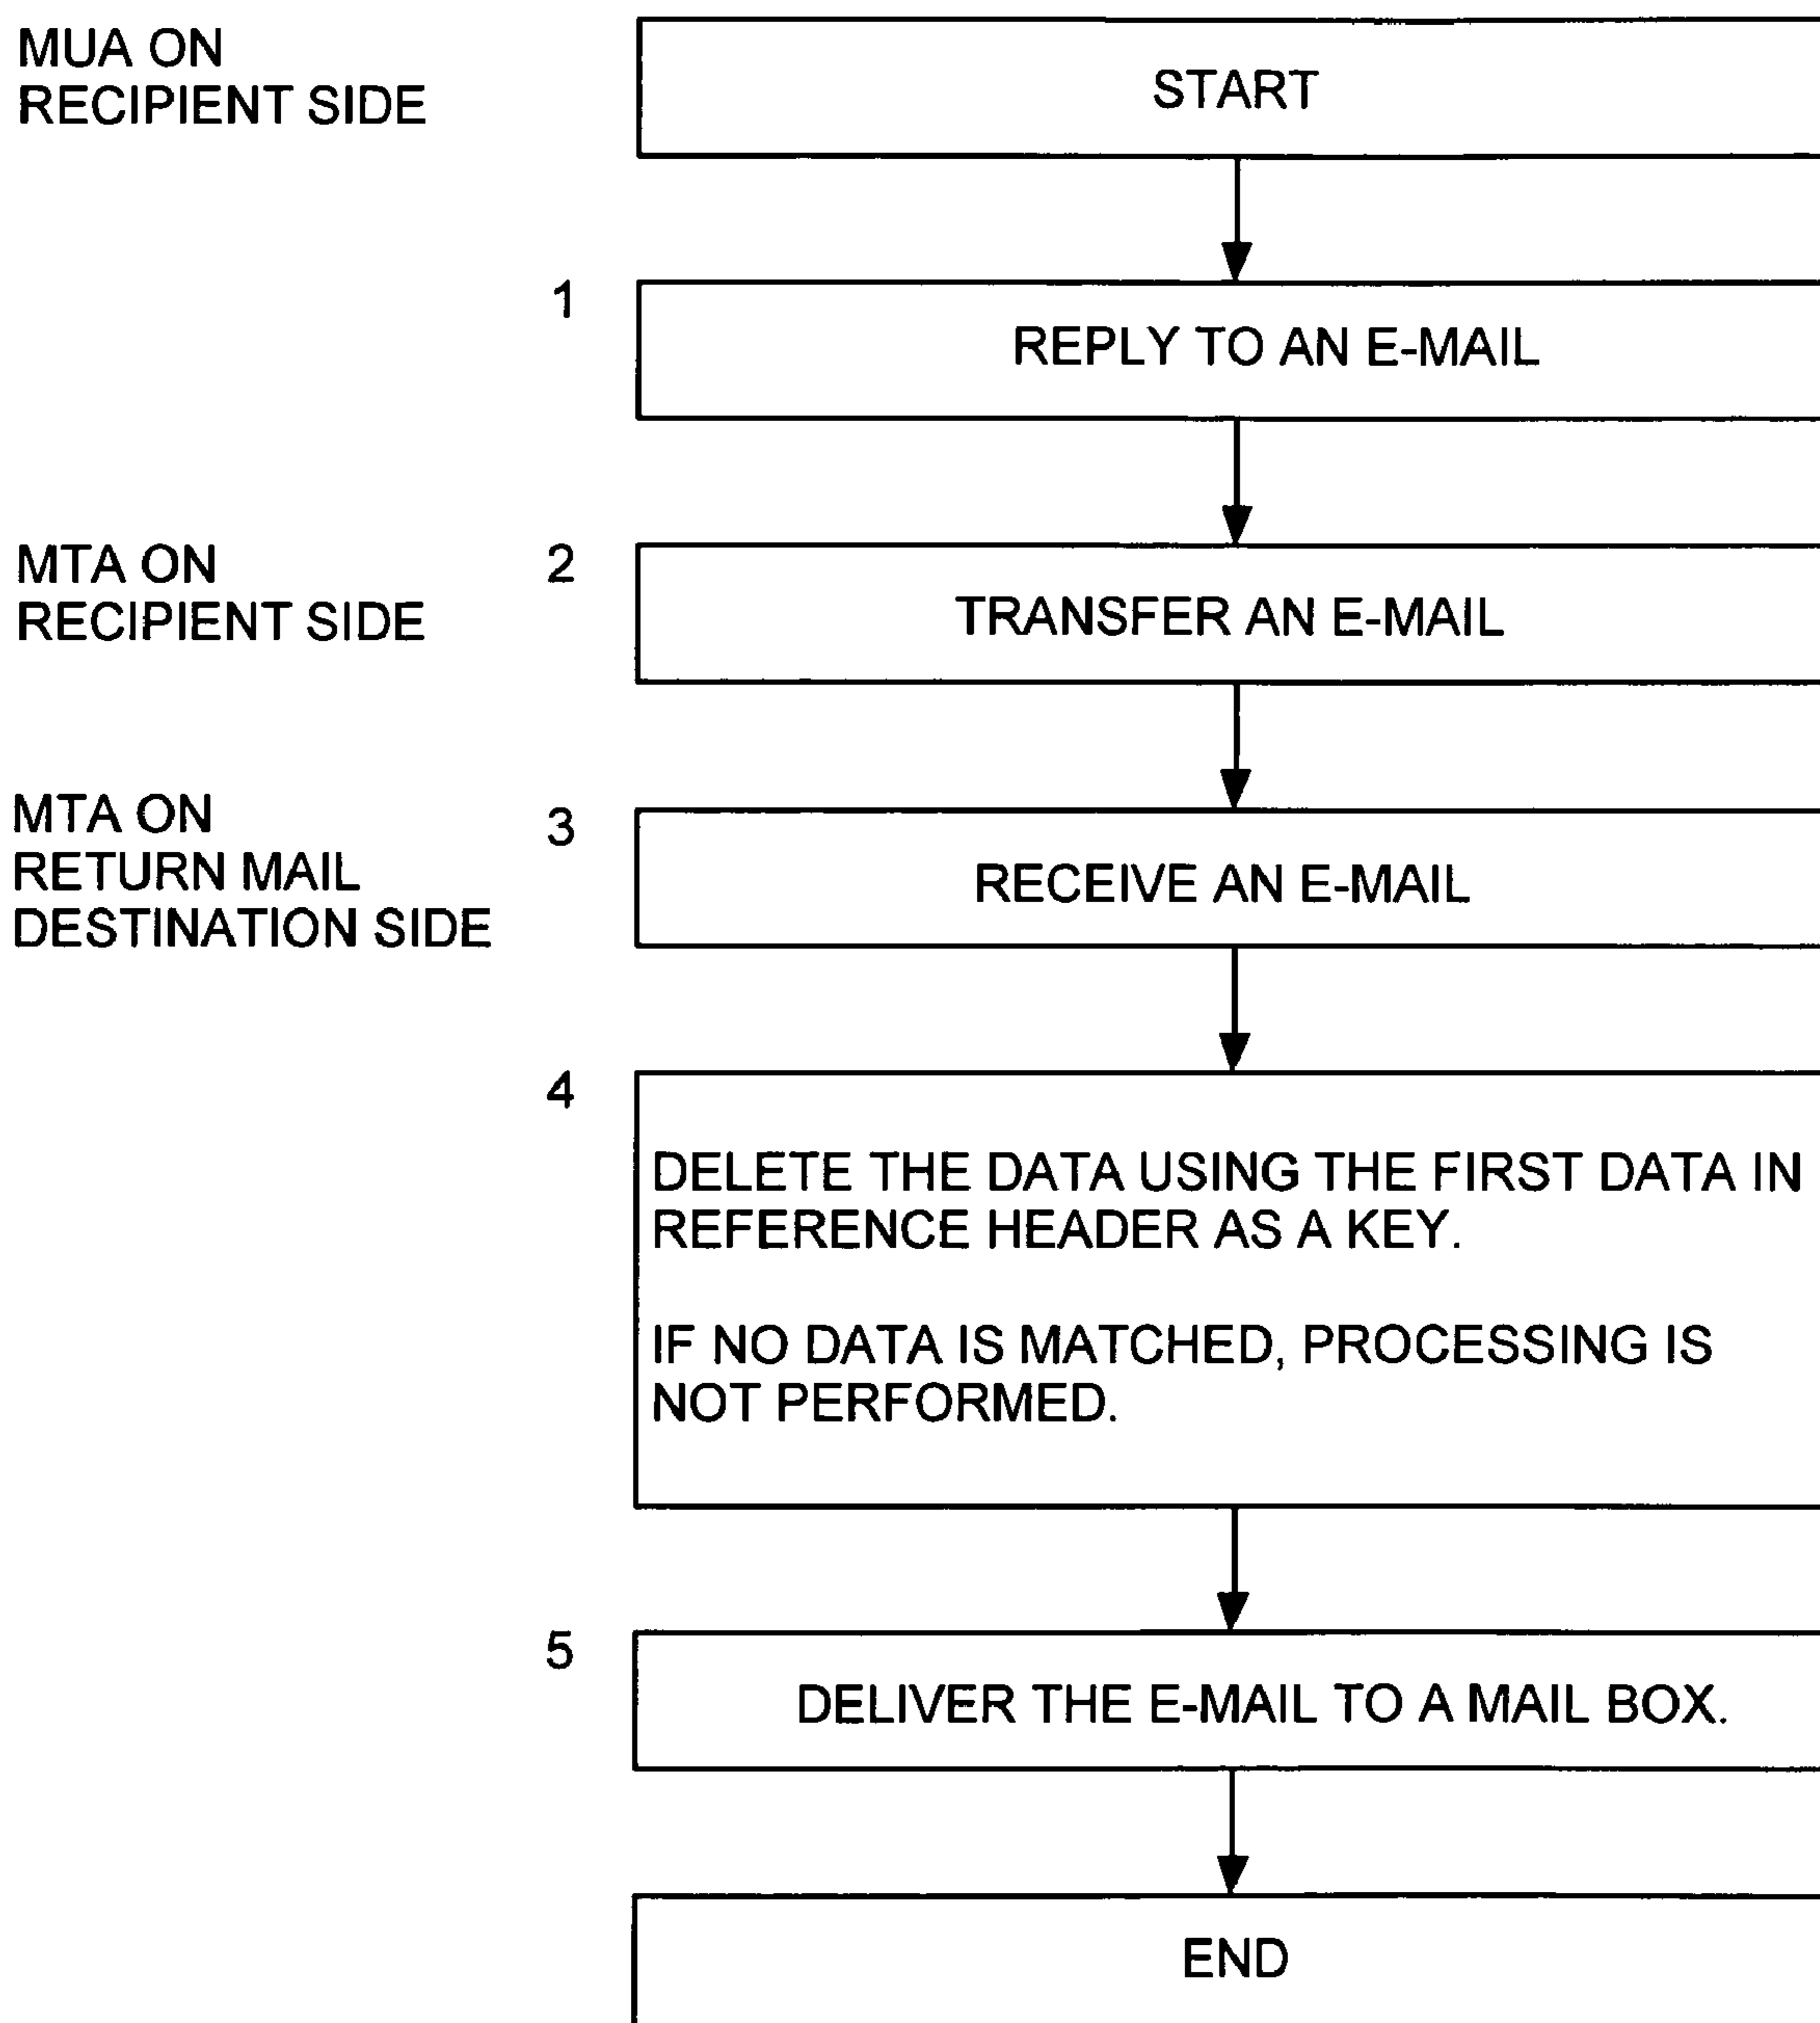 MUA ON
RECIPIENT SIDE
START
1
REPLY TO AN E-MAIL
MTA ON
RECIPIENT SIDE
2
TRANSFER AN E-MAIL
MTA ON
RETURN MAIL
DESTINATION SIDE
3
RECEIVE AN E-MAIL
4
DELETE THE DATA USING THE FIRST DATA IN
REFERENCE HEADER AS A KEY.
IF NO DATA IS MATCHED, PROCESSING IS
NOT PERFORMED.
5
DELIVER THE E-MAIL TO A MAIL BOX.
END